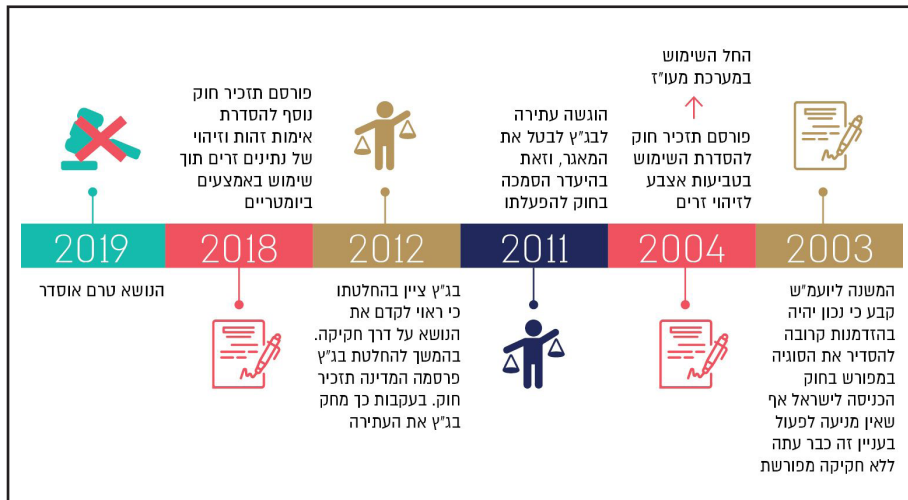 2003
המשנה ליועמ"ש
קבע כי נכון יהיה
בהזדמנות קרובה
להסדיר את הסוגיה
במפורש בחוק
הכניסה לישראל אף
שאין מניעה לפעול
בעניין זה כבר עתה
ללא חקיקה מפורשת
החל השימוש
במערכת מעו"ז
פורסם תזכיר חוק
להסדרת השימוש
בטביעות אצבע
לזיהוי זרים
2004
הוגשה עתירה
לבג"ץ לבטל את
המאגר, וזאת
בהיעדר הסמכה
בחוק להפעלתו
2011
2012
בג"ץ ציין בהחלטתו
כי ראוי לקדם את
הנושא על דרך חקיקה.
בהמשך להחלטת בג"ץ
פרסמה המדינה תזכיר
חוק. בעקבות כך מחק
בג"ץ את העתירה
פורסם תזכיר חוק
נוסף להסדרת
אימות זהות וזיהוי
של נתינים זרים תוך
שימוש באמצעים
ביומטריים
2018
2019
הנושא טרם אוסדר